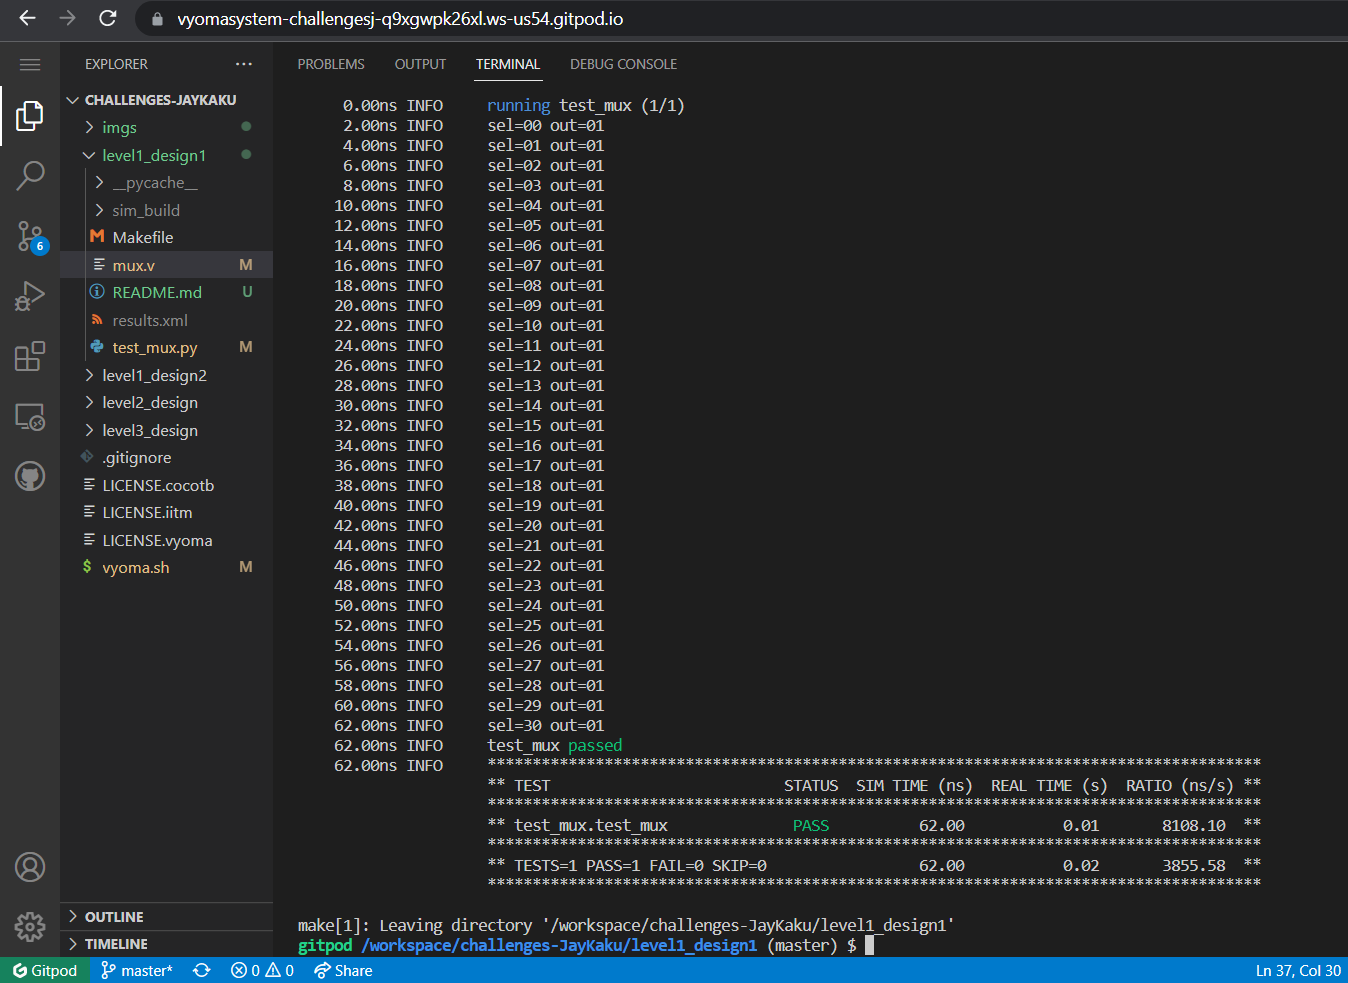 vyomasystem-challengesj-q9xgwpk26xl.ws-us54.gitpod.io
EXPLORER ...
CHALLENGES-JAYKAKU
imgs
level1_design1
__pycache__
sim_build
Makefile
mux.v M
README.md U
results.xml
test_mux.py M
level1_design2
level2_design
level3_design
.gitignore
LICENSE.cocotb
LICENSE.iitm
LICENSE.vyoma
$ vyoma.sh M
6
OUTLINE
TIMELINE
PROBLEMS OUTPUT TERMINAL DEBUG CONSOLE
0.00ns INFO running test_mux (1/1)
2.00ns INFO sel=00 out=01
4.00ns INFO sel=01 out=01
6.00ns INFO sel=02 out=01
8.00ns INFO sel=03 out=01
10.00ns INFO sel=04 out=01
12.00ns INFO sel=05 out=01
14.00ns INFO sel=06 out=01
16.00ns INFO sel=07 out=01
18.00ns INFO sel=08 out=01
20.00ns INFO sel=09 out=01
22.00ns INFO sel=10 out=01
24.00ns INFO sel=11 out=01
26.00ns INFO sel=12 out=01
28.00ns INFO sel=13 out=01
30.00ns INFO sel=14 out=01
32.00ns INFO sel=15 out=01
34.00ns INFO sel=16 out=01
36.00ns INFO sel=17 out=01
38.00ns INFO sel=18 out=01
40.00ns INFO sel=19 out=01
42.00ns INFO sel=20 out=01
44.00ns INFO sel=21 out=01
46.00ns INFO sel=22 out=01
48.00ns INFO sel=23 out=01
50.00ns INFO sel=24 out=01
52.00ns INFO sel=25 out=01
54.00ns INFO sel=26 out=01
56.00ns INFO sel=27 out=01
58.00ns INFO sel=28 out=01
60.00ns INFO sel=29 out=01
62.00ns INFO sel=30 out=01
62.00ns INFO test_mux passed
62.00ns INFO **************************************************************************************
** TEST STATUS SIM TIME (ns) REAL TIME (s) RATIO (ns/s) **
**************************************************************************************
** test_mux.test_mux PASS 62.00 0.01 8108.10 **
**************************************************************************************
** TESTS=1 PASS=1 FAIL=0 SKIP=0 62.00 0.02 3855.58 **
**************************************************************************************
make[1]: Leaving directory '/workspace/challenges-JayKaku/level1_design1'
gitpod /workspace/challenges-JayKaku/level1_design1 (master) $
Gitpod master* 0 0 Share Ln 37, Col 30